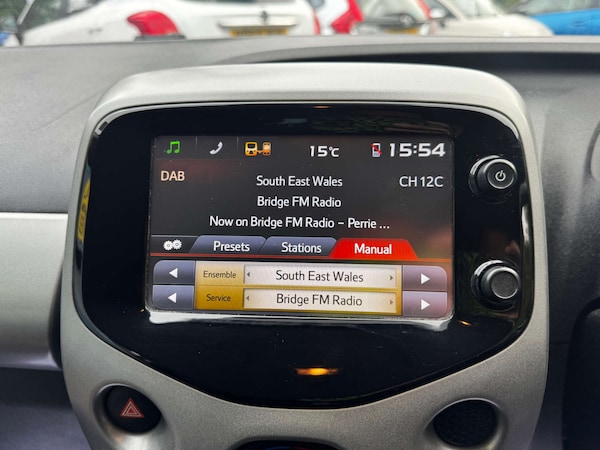 15°C
15:54
DAB
South East Wales
CH 12C
Bridge FM Radio
Now on Bridge FM Radio – Perrie ...
Presets
Stations
Manual
Ensemble
South East Wales
Service
Bridge FM Radio